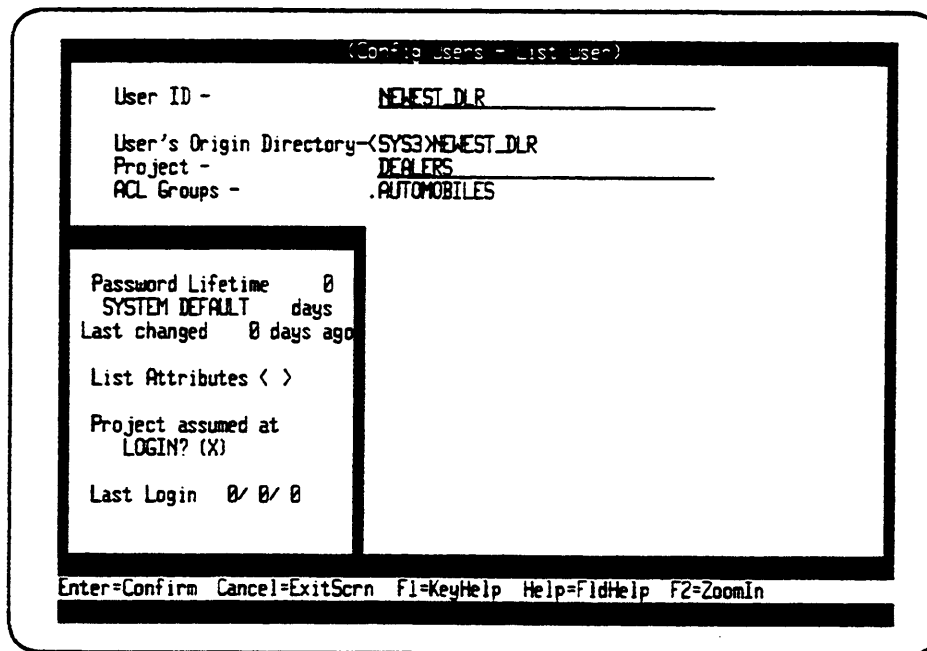 (Config Users - List User)
User ID - NEWEST_DLR
User's Origin Directory-<SYS3>NEWEST_DLR
Project - DEALERS
ACL Groups - .AUTOMOBILES
Password Lifetime 0
SYSTEM DEFAULT days
Last changed 0 days ago
List Attributes < >
Project assumed at
LOGIN? (X)
Last Login 0/ 0/ 0
Enter=Confirm Cancel=ExitScrn F1=KeyHelp Help=FldHelp F2=ZoomIn